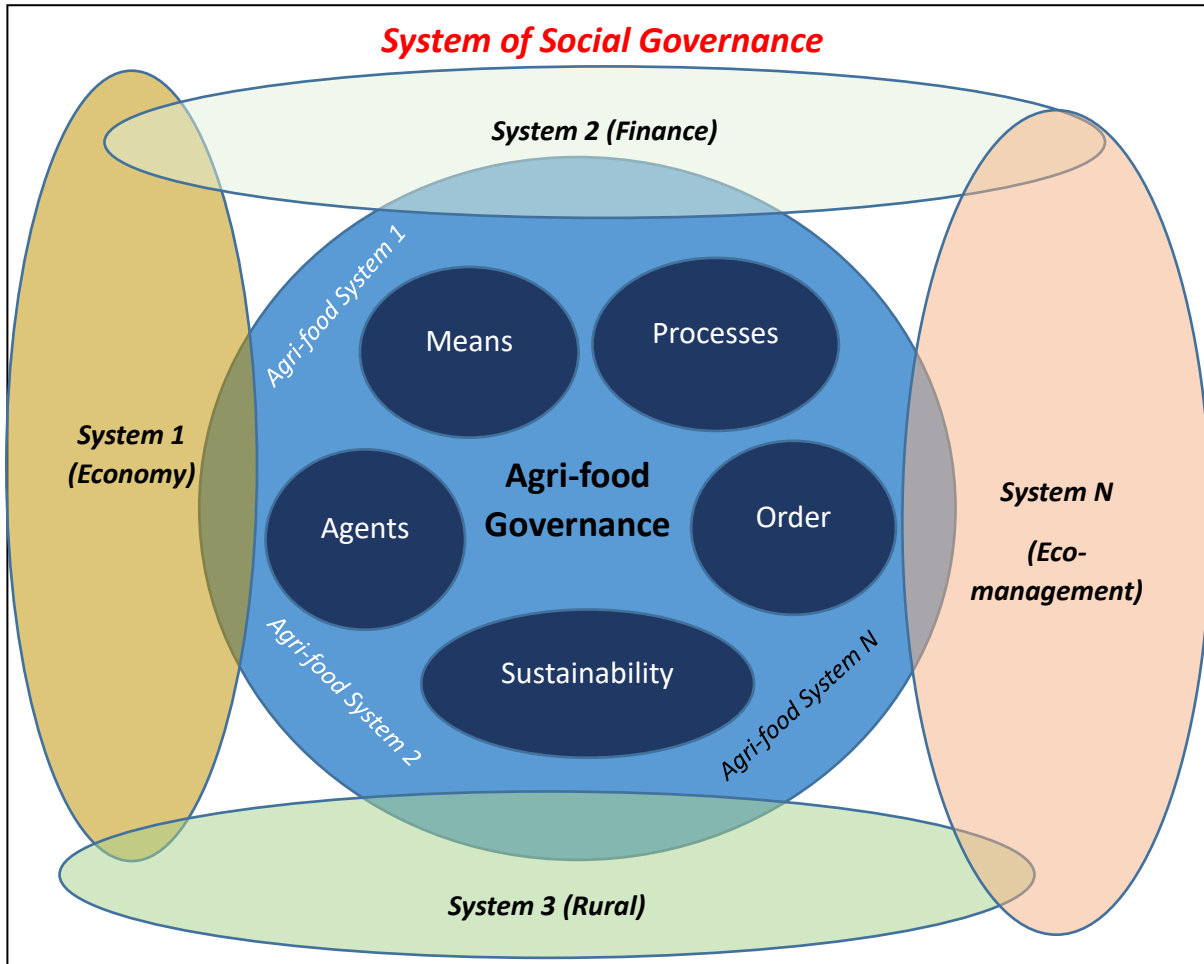 System of Social Governance
System 2 (Finance)
Agri-food System 1
Means
Processes
System 1
(Economy)
Agri-food
Governance
Agents
Order
System N
(Eco-
management)
Agri-food System 2
Sustainability
Agri-food System N
System 3 (Rural)